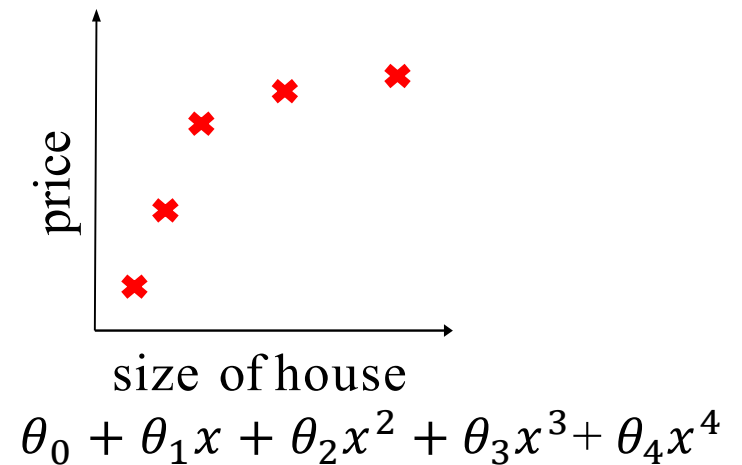 price
size of house
θ₀ + θ₁x + θ₂x² + θ₃x³ + θ₄x⁴